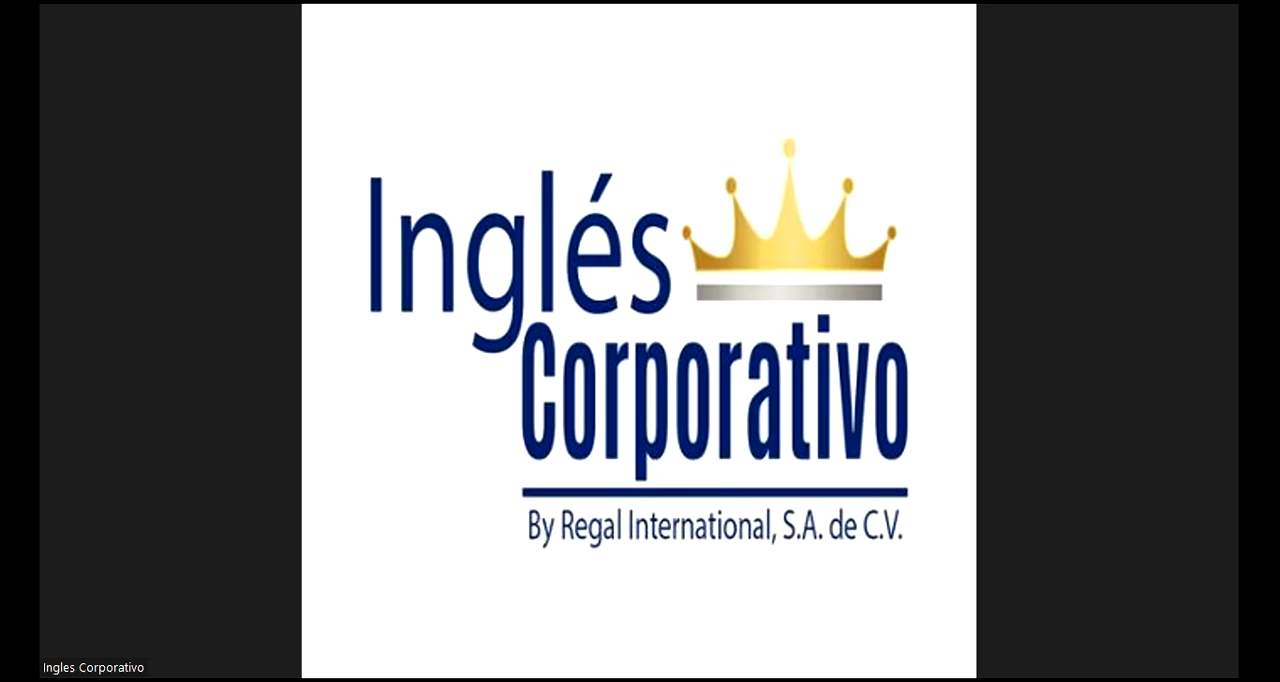 Inglés
Corporativo
By Regal International, S.A. de C.V.
Ingles Corporativo